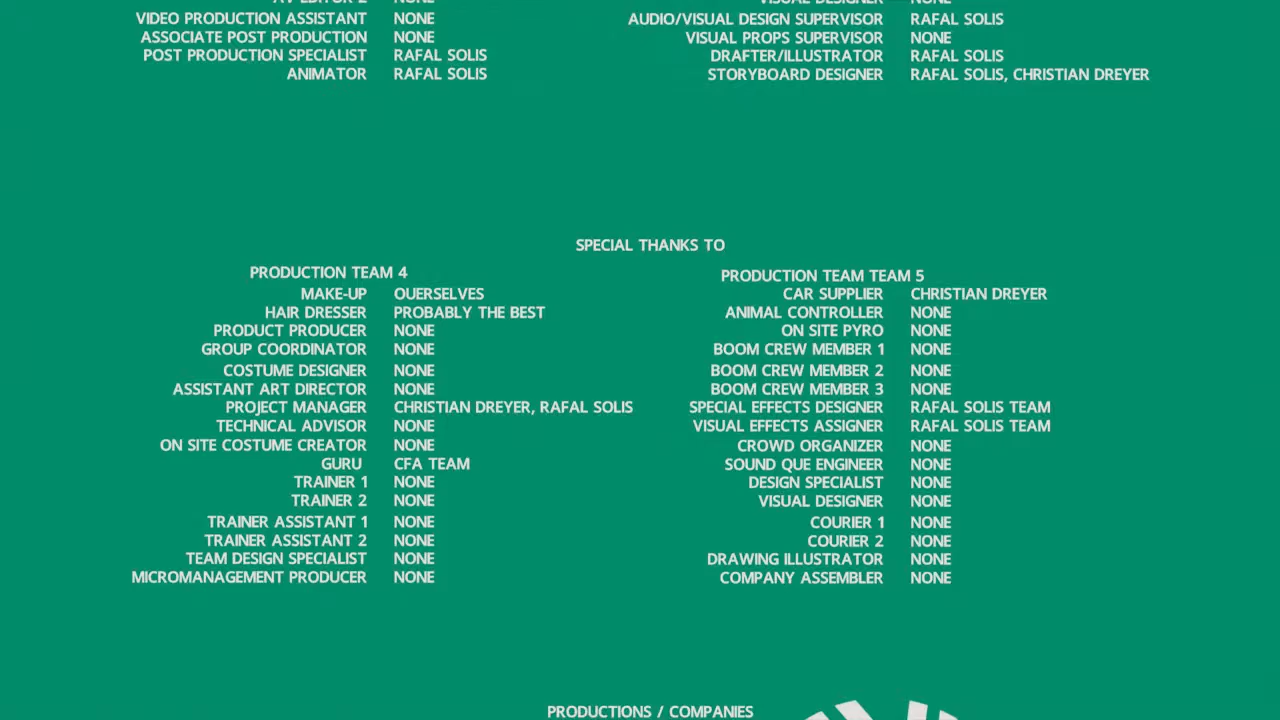 AV EDITOR 2 NONE
VIDEO PRODUCTION ASSISTANT NONE
ASSOCIATE POST PRODUCTION NONE
POST PRODUCTION SPECIALIST RAFAL SOLIS
ANIMATOR RAFAL SOLIS
VISUAL DESIGNER NONE
AUDIO/VISUAL DESIGN SUPERVISOR RAFAL SOLIS
VISUAL PROPS SUPERVISOR NONE
DRAFTER/ILLUSTRATOR RAFAL SOLIS
STORYBOARD DESIGNER RAFAL SOLIS, CHRISTIAN DREYER
SPECIAL THANKS TO
PRODUCTION TEAM 4
MAKE-UP OUERSELVES
HAIR DRESSER PROBABLY THE BEST
PRODUCT PRODUCER NONE
GROUP COORDINATOR NONE
COSTUME DESIGNER NONE
ASSISTANT ART DIRECTOR NONE
PROJECT MANAGER CHRISTIAN DREYER, RAFAL SOLIS
TECHNICAL ADVISOR NONE
ON SITE COSTUME CREATOR NONE
GURU CFA TEAM
TRAINER 1 NONE
TRAINER 2 NONE
TRAINER ASSISTANT 1 NONE
TRAINER ASSISTANT 2 NONE
TEAM DESIGN SPECIALIST NONE
MICROMANAGEMENT PRODUCER NONE
PRODUCTION TEAM TEAM 5
CAR SUPPLIER CHRISTIAN DREYER
ANIMAL CONTROLLER NONE
ON SITE PYRO NONE
BOOM CREW MEMBER 1 NONE
BOOM CREW MEMBER 2 NONE
BOOM CREW MEMBER 3 NONE
SPECIAL EFFECTS DESIGNER RAFAL SOLIS TEAM
VISUAL EFFECTS ASSIGNER RAFAL SOLIS TEAM
CROWD ORGANIZER NONE
SOUND QUE ENGINEER NONE
DESIGN SPECIALIST NONE
VISUAL DESIGNER NONE
COURIER 1 NONE
COURIER 2 NONE
DRAWING ILLUSTRATOR NONE
COMPANY ASSEMBLER NONE
PRODUCTIONS / COMPANIES